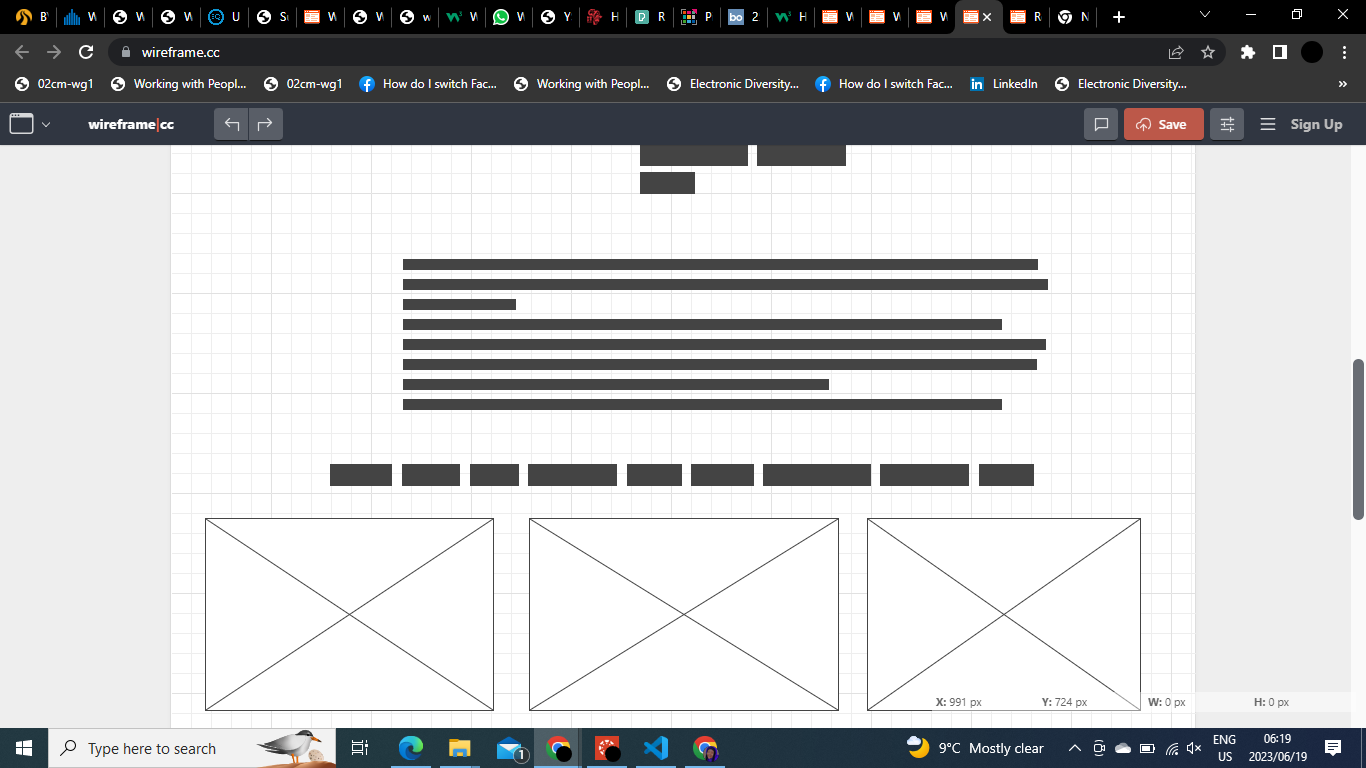 B W W W U Su W W w W W Y H R P 2 H W W W R N
wireframe.cc
02cm-wg1 Working with Peopl... 02cm-wg1 How do I switch Fac... Working with Peopl... Electronic Diversity... How do I switch Fac... LinkedIn Electronic Diversity... »
wireframe|cc Save Sign Up
X: 991 px Y: 724 px W: 0 px H: 0 px
Type here to search 1 9°C Mostly clear ENG US 06:19 2023/06/19